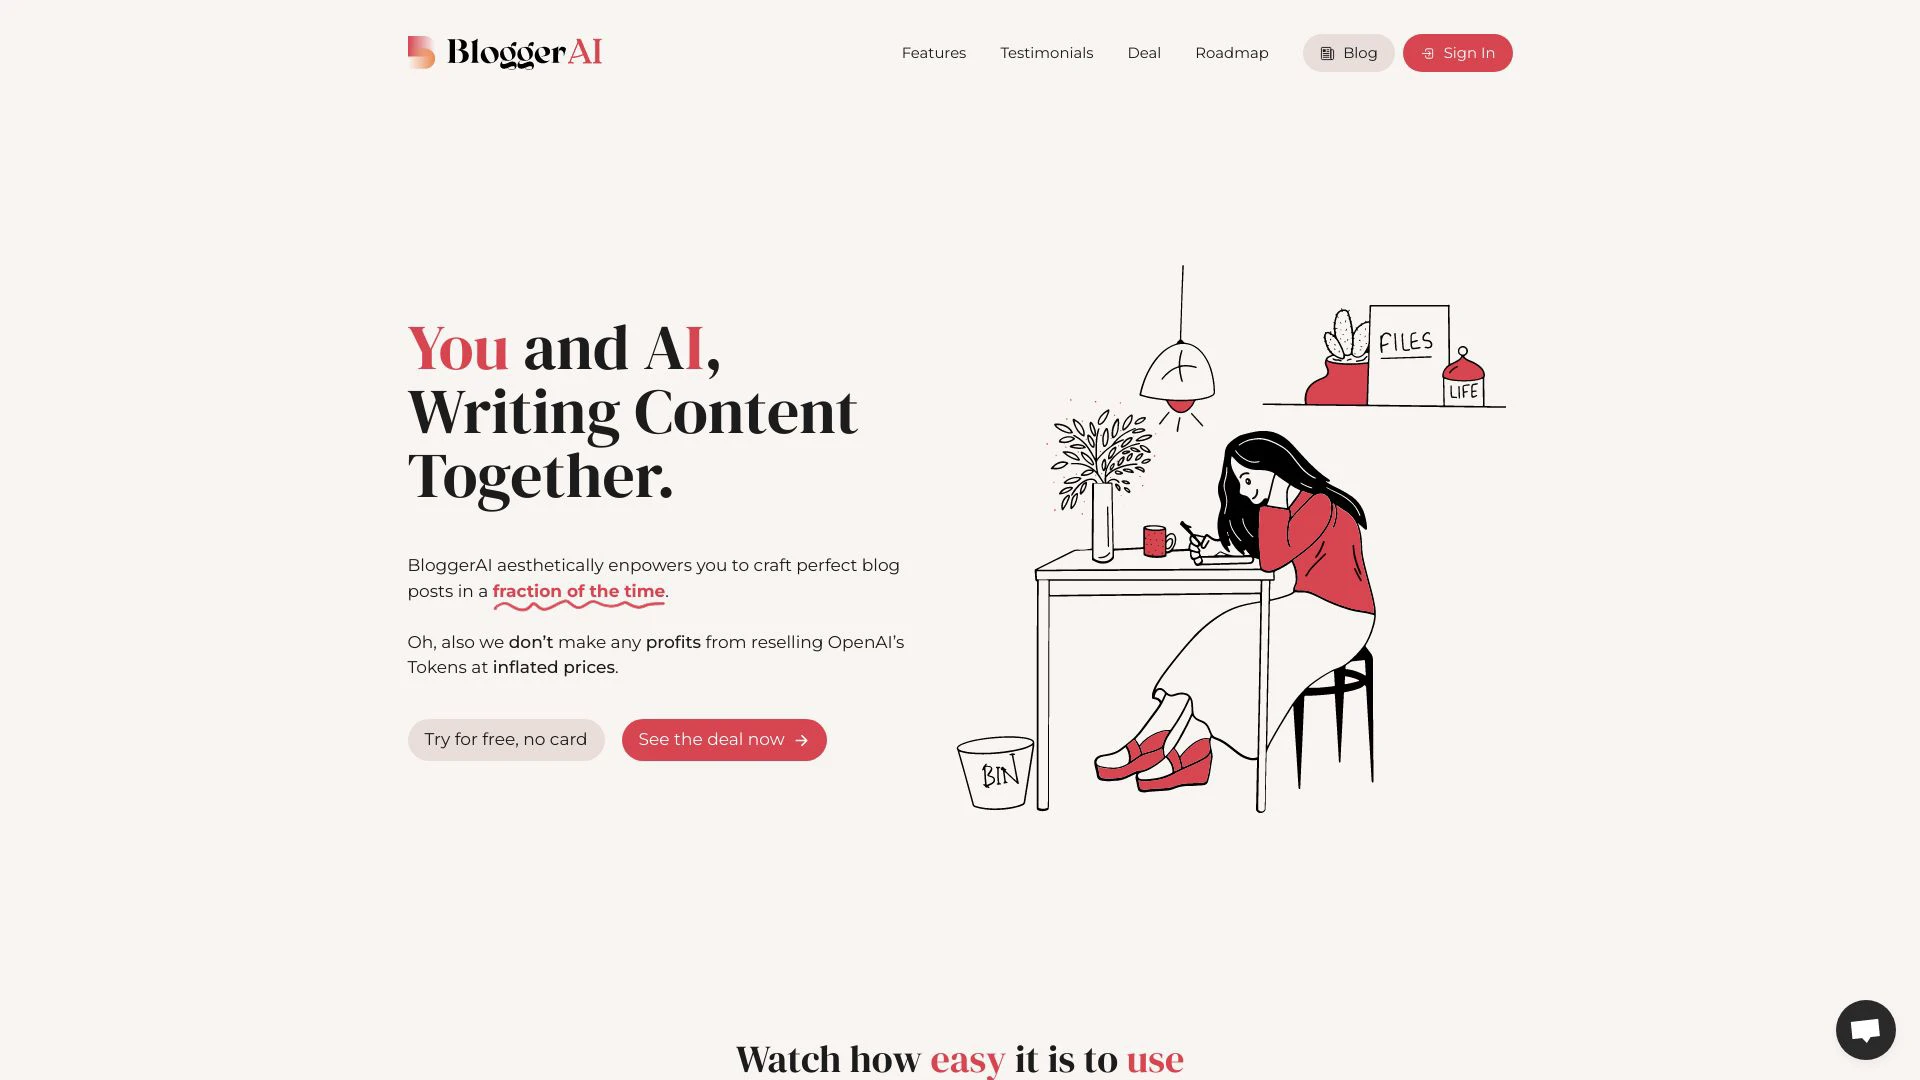 BloggerAI
Features
Testimonials
Deal
Roadmap
Blog
Sign In
You and AI,
Writing Content
Together.
BloggerAI aesthetically enpowers you to craft perfect blog
posts in a fraction of the time.
Oh, also we don’t make any profits from reselling OpenAI’s
Tokens at inflated prices.
Try for free, no card
See the deal now
FILES
LIFE
BIN
Watch how easy it is to use